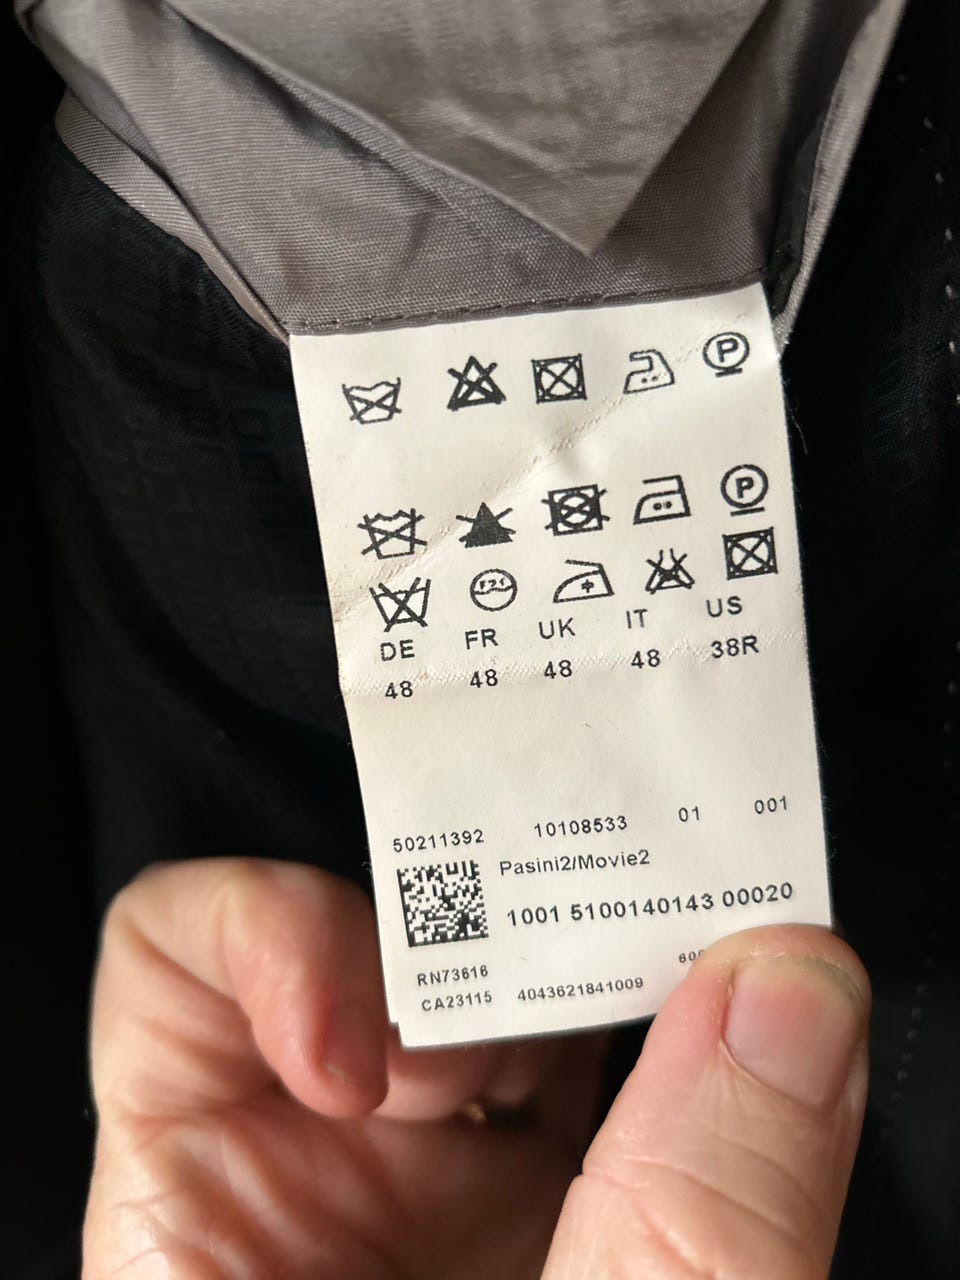 P
P
DE FR UK IT US
48 48 48 48 38R
50211392 10108533 01 001
Pasini2/Movie2
1001 5100140143 00020
RN73616
CA23115 4043621841009